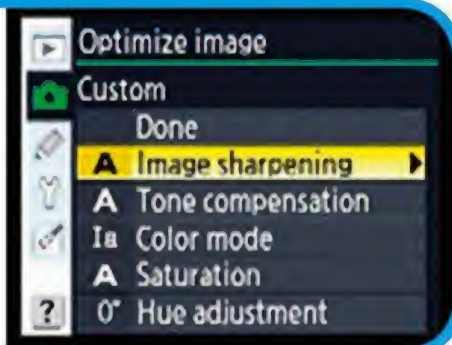 Optimize image
Custom
Done
A Image sharpening
A Tone compensation
Ia Color mode
A Saturation
0° Hue adjustment
?